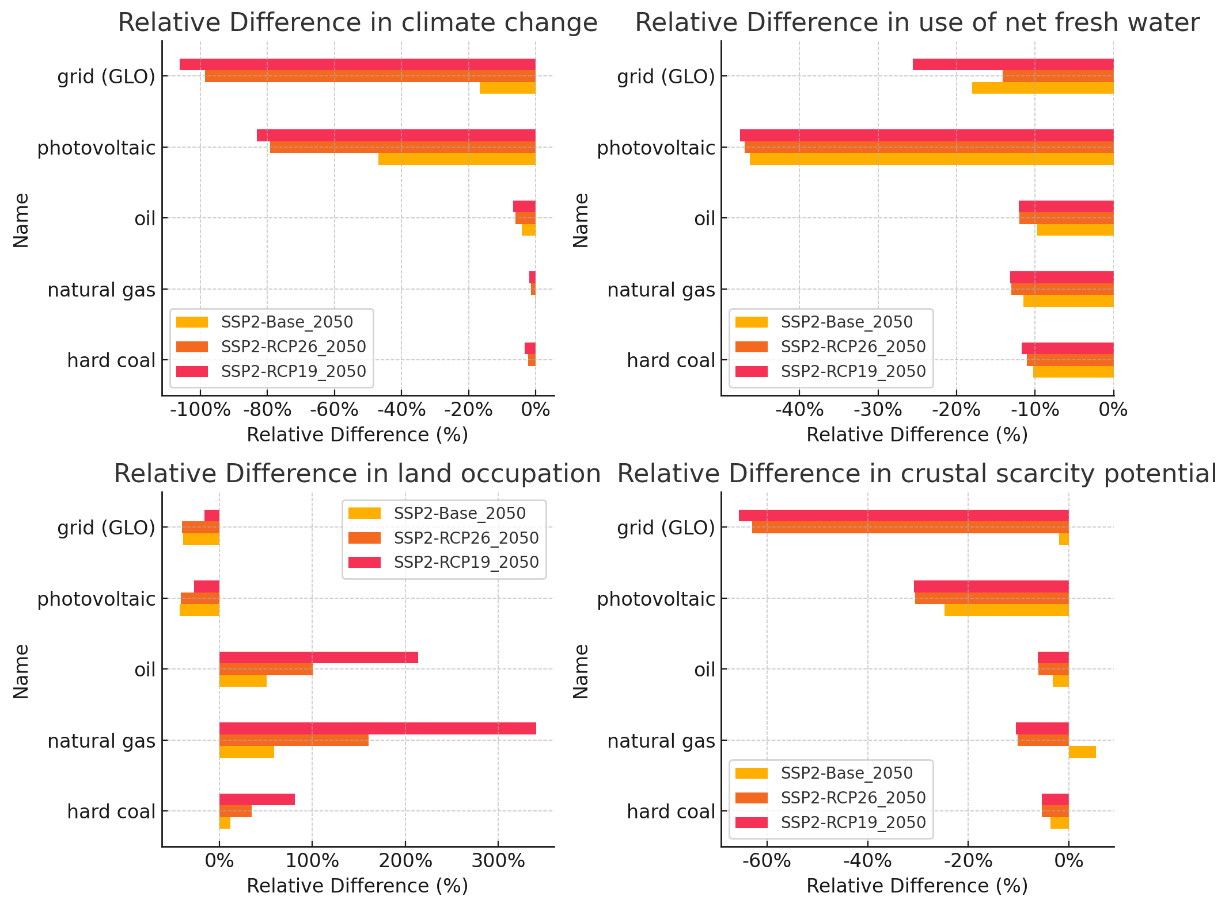 Relative Difference in climate change
Name
grid (GLO)
photovoltaic
oil
natural gas
hard coal
SSP2-Base_2050
SSP2-RCP26_2050
SSP2-RCP19_2050
-100% -80% -60% -40% -20% 0%
Relative Difference (%)
Relative Difference in use of net fresh water
Name
grid (GLO)
photovoltaic
oil
natural gas
hard coal
SSP2-Base_2050
SSP2-RCP26_2050
SSP2-RCP19_2050
-40% -30% -20% -10% 0%
Relative Difference (%)
Relative Difference in land occupation
Name
grid (GLO)
photovoltaic
oil
natural gas
hard coal
SSP2-Base_2050
SSP2-RCP26_2050
SSP2-RCP19_2050
0% 100% 200% 300%
Relative Difference (%)
Relative Difference in crustal scarcity potential
Name
grid (GLO)
photovoltaic
oil
natural gas
hard coal
SSP2-Base_2050
SSP2-RCP26_2050
SSP2-RCP19_2050
-60% -40% -20% 0%
Relative Difference (%)